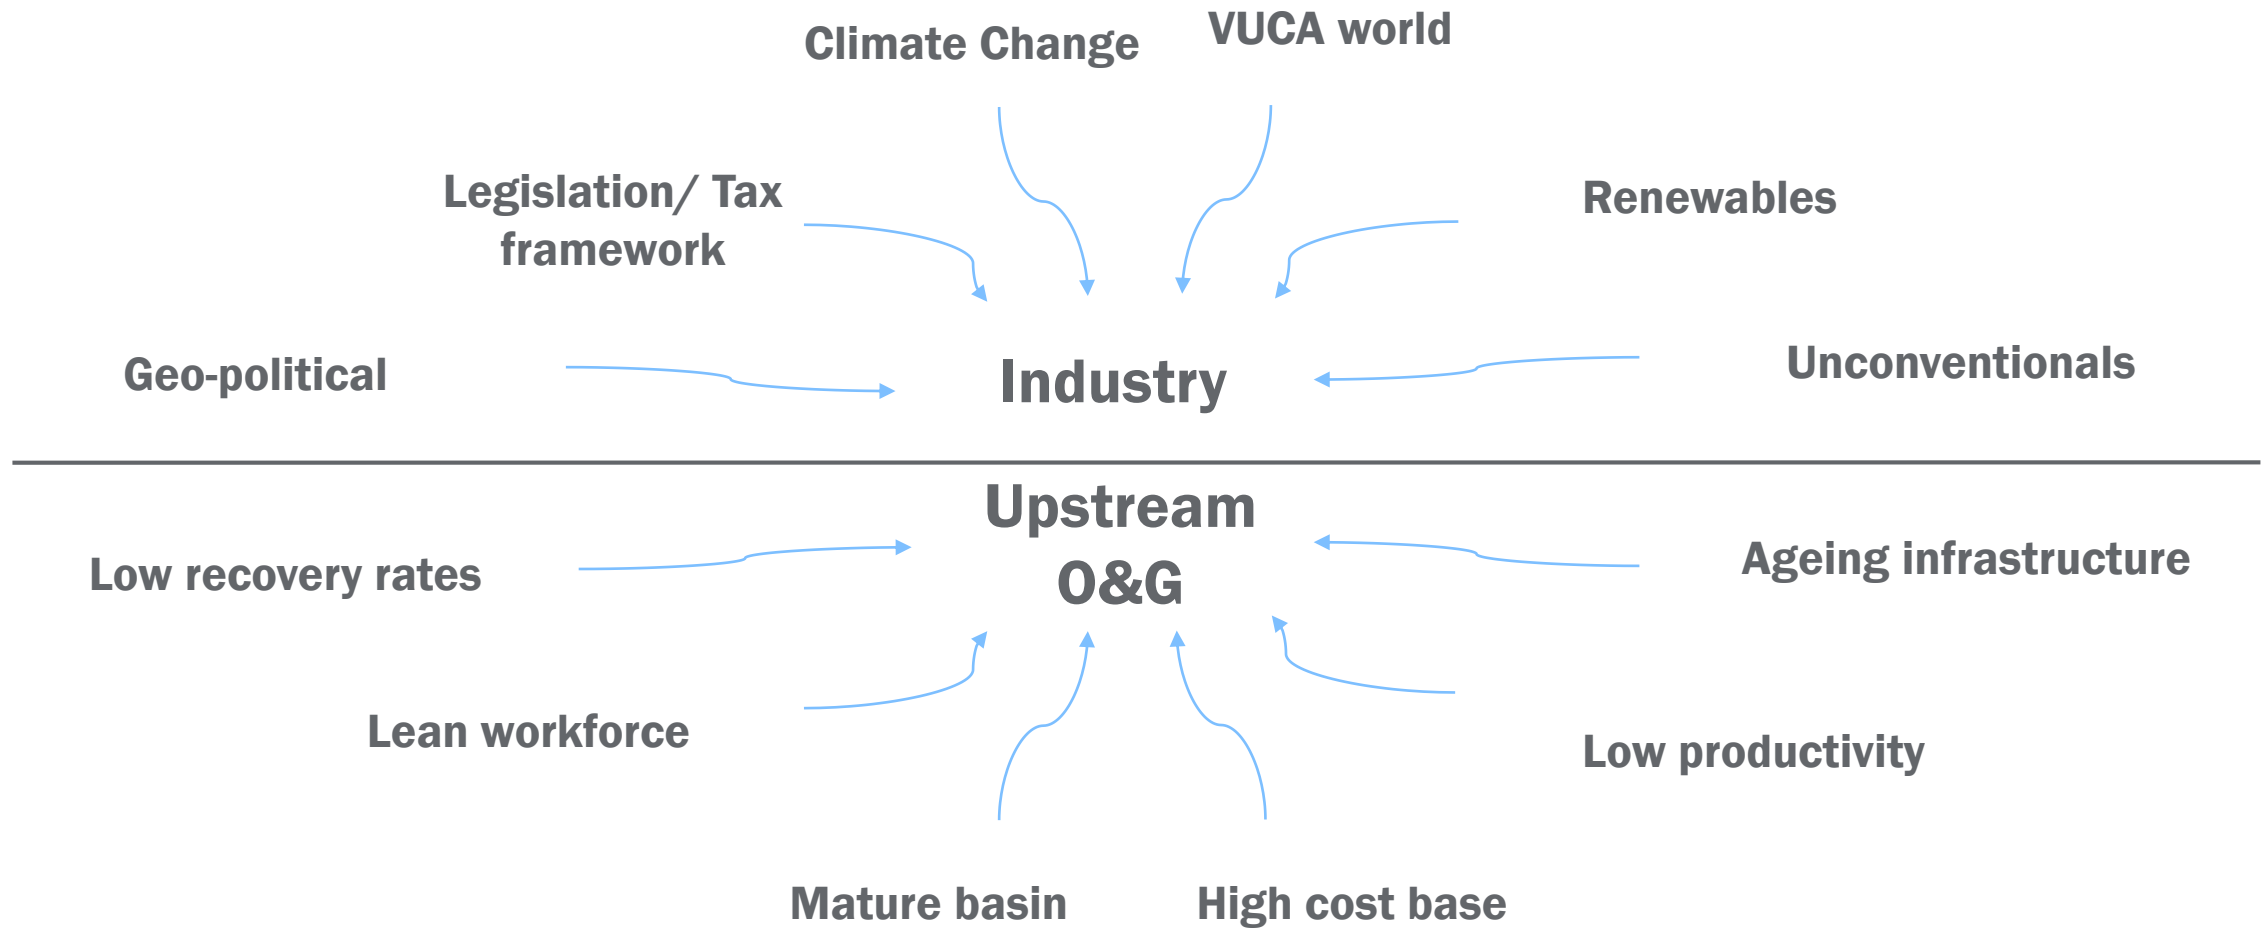 Climate Change
VUCA world
Legislation/ Tax
framework
Renewables
Geo-political
Industry
Unconventionals
Upstream
O&G
Low recovery rates
Ageing infrastructure
Lean workforce
Low productivity
Mature basin
High cost base